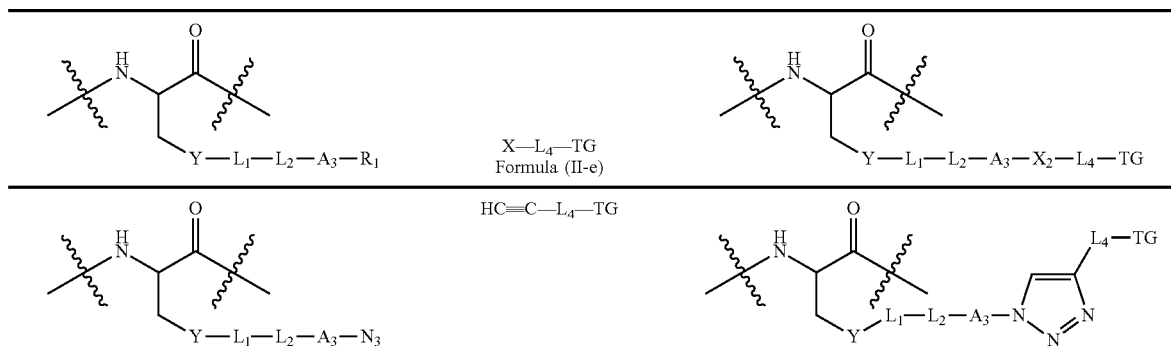 O
H
N
Y—L₁—L₂—A₃—R₁
X—L₄—TG
Formula (II-e)
O
H
N
Y—L₁—L₂—A₃—X₂—L₄—TG
O
H
N
Y—L₁—L₂—A₃—N₃
HC≡C—L₄—TG
O
H
N
L₄—TG
Y L₁—L₂—A₃—N
N
N